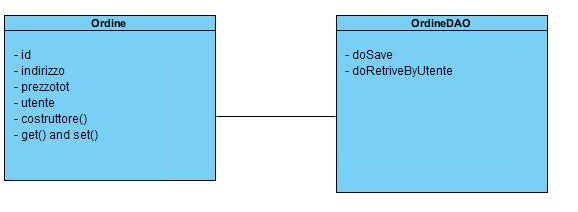 Ordine
- id
- indirizzo
- prezzotot
- utente
- costruttore()
- get() and set()
OrdineDAO
- doSave
- doRetriveByUtente